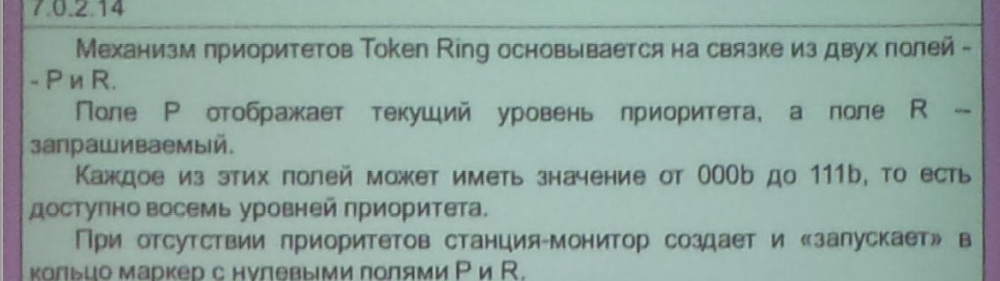 7.0.2.14
Механизм приоритетов Token Ring основывается на связке из двух полей -
- P и R.
Поле P отображает текущий уровень приоритета, а поле R –
запрашиваемый.
Каждое из этих полей может иметь значение от 000b до 111b, то есть
доступно восемь уровней приоритета.
При отсутствии приоритетов станция-монитор создает и «запускает» в
кольцо маркер с нулевыми полями P и R.